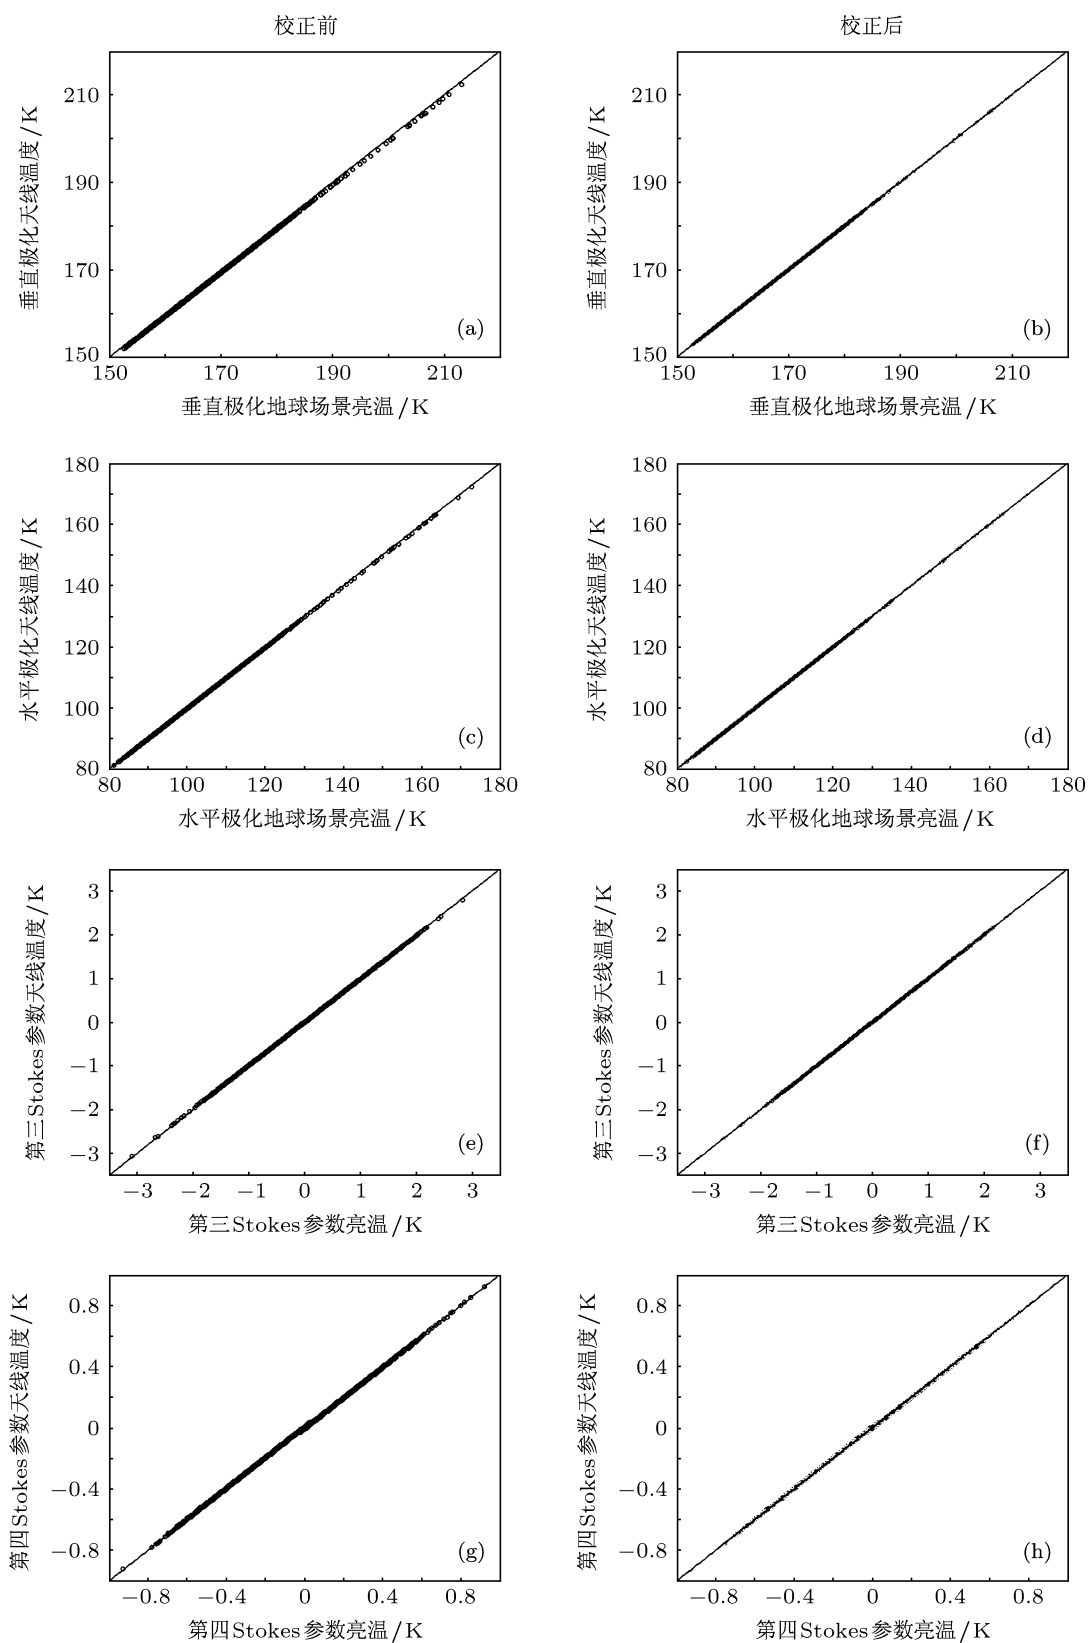 校正前
校正后
垂直极化天线温度/K
210
190
170
150
(a)
150 170 190 210
垂直极化地球场景亮温/K
垂直极化天线温度/K
210
190
170
150
(b)
150 170 190 210
垂直极化地球场景亮温/K
水平极化天线温度/K
180
160
140
120
100
80
(c)
80 100 120 140 160 180
水平极化地球场景亮温/K
水平极化天线温度/K
180
160
140
120
100
80
(d)
80 100 120 140 160 180
水平极化地球场景亮温/K
第三Stokes参数天线温度/K
3
2
1
0
−1
−2
−3
(e)
−3 −2 −1 0 1 2 3
第三Stokes参数亮温/K
第三Stokes参数天线温度/K
3
2
1
0
−1
−2
−3
(f)
−3 −2 −1 0 1 2 3
第三Stokes参数亮温/K
第四Stokes参数天线温度/K
0.8
0.4
0
−0.4
−0.8
(g)
−0.8 −0.4 0 0.4 0.8
第四Stokes参数亮温/K
第四Stokes参数天线温度/K
0.8
0.4
0
−0.4
−0.8
(h)
−0.8 −0.4 0 0.4 0.8
第四Stokes参数亮温/K